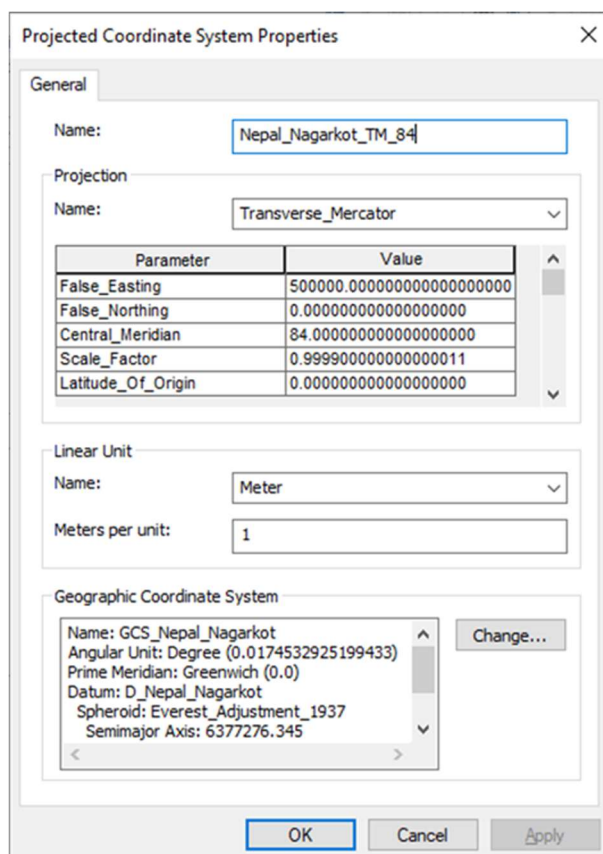 Projected Coordinate System Properties
General
Name: Nepal_Nagarkot_TM_84
Projection
Name: Transverse_Mercator
Parameter Value
False_Easting 500000.000000000000000000
False_Northing 0.000000000000000000
Central_Meridian 84.000000000000000000
Scale_Factor 0.999900000000000011
Latitude_Of_Origin 0.000000000000000000
Linear Unit
Name: Meter
Meters per unit: 1
Geographic Coordinate System
Name: GCS_Nepal_Nagarkot
Angular Unit: Degree (0.0174532925199433)
Prime Meridian: Greenwich (0.0)
Datum: D_Nepal_Nagarkot
Spheroid: Everest_Adjustment_1937
Semimajor Axis: 6377276.345
Change...
OK Cancel Apply